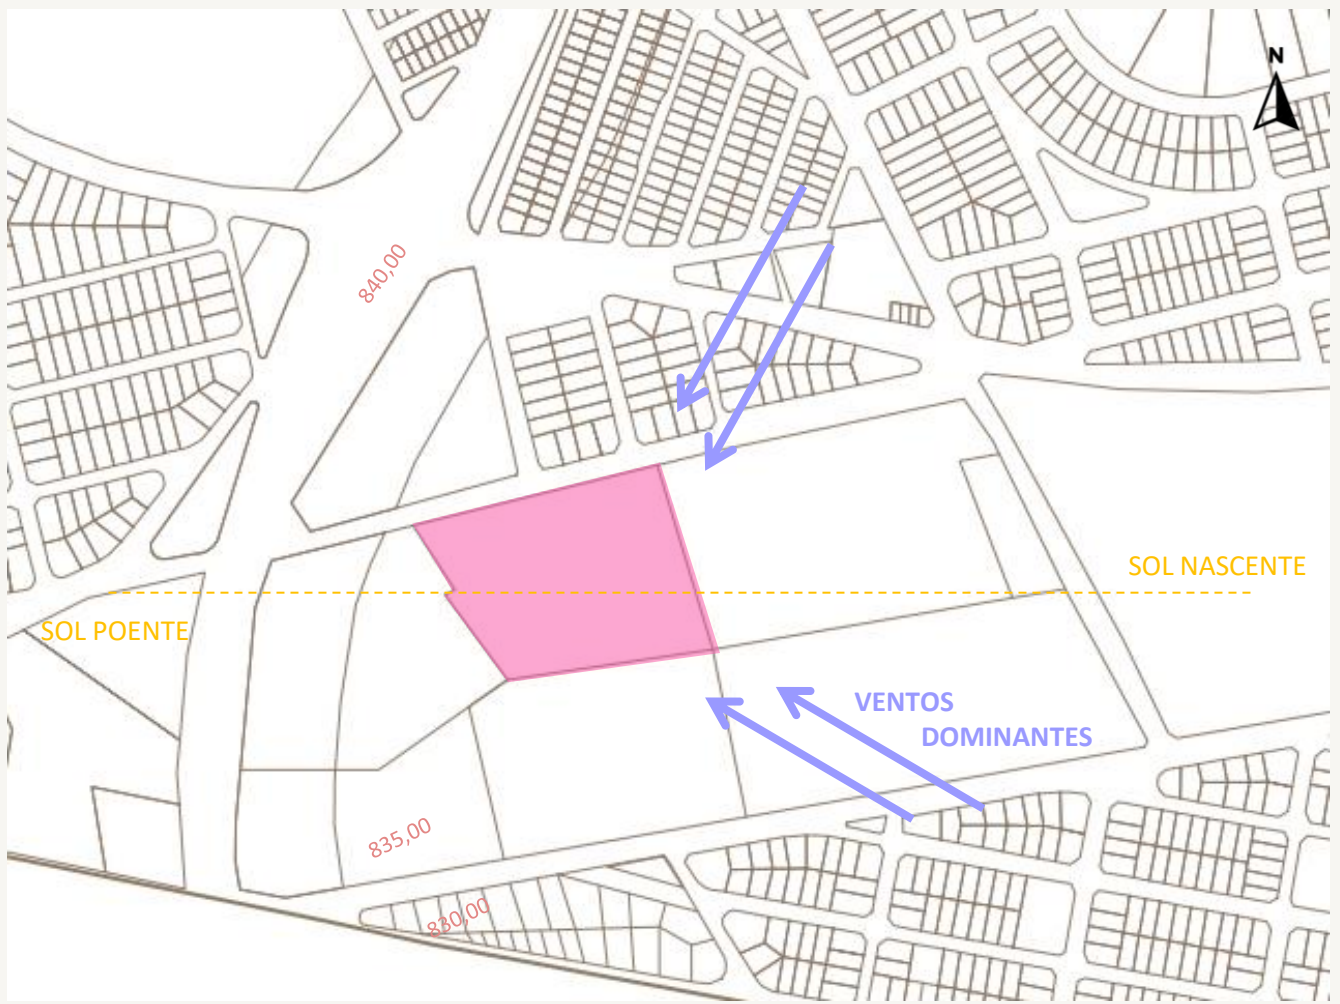 N
840,00
SOL NASCENTE
SOL POENTE
VENTOS
DOMINANTES
835,00
830,00